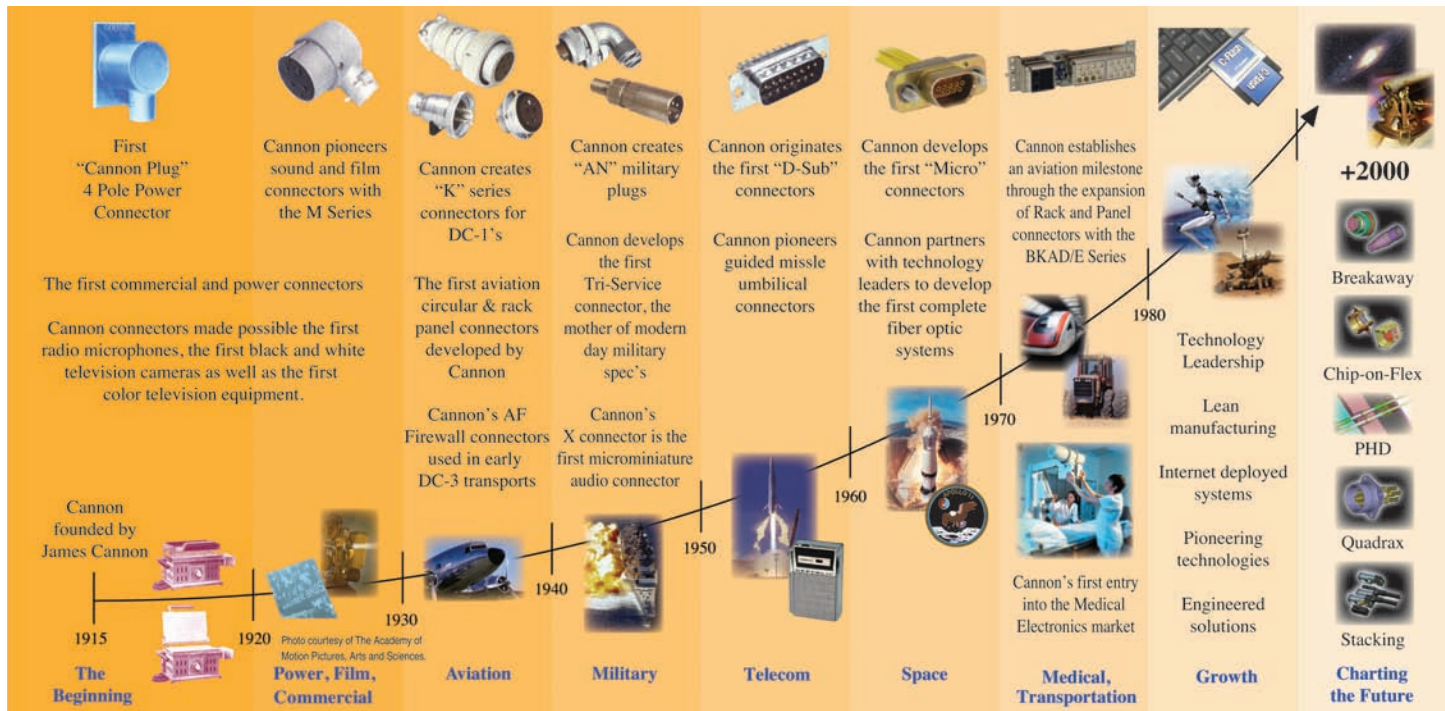 First
"Cannon Plug"
4 Pole Power
Connector
Cannon pioneers
sound and film
connectors with
the M Series
The first commercial and power connectors
Cannon connectors made possible the first
radio microphones, the first black and white
television cameras as well as the first
color television equipment.
Cannon
founded by
James Cannon
Cannon creates
"K" series
connectors for
DC-1's
The first aviation
circular & rack
panel connectors
developed by
Cannon
Cannon's AF
Firewall connectors
used in early
DC-3 transports
Cannon creates
"AN" military
plugs
Cannon develops
the first
Tri-Service
connector, the
mother of modern
day military
spec's
Cannon's
X connector is the
first microminiature
audio connector
Cannon originates
the first "D-Sub"
connectors
Cannon pioneers
guided missle
umbilical
connectors
Cannon develops
the first "Micro"
connectors
Cannon partners
with technology
leaders to develop
the first complete
fiber optic
systems
Cannon establishes
an aviation milestone
through the expansion
of Rack and Panel
connectors with the
BKAD/E Series
Cannon's first entry
into the Medical
Electronics market
C-Flash
C-Flash
Technology
Leadership
Lean
manufacturing
Internet deployed
systems
Pioneering
technologies
Engineered
solutions
+2000
Breakaway
Chip-on-Flex
PHD
Quadrax
Stacking
1915
1920
1930
1940
1950
1960
1970
1980
Photo courtesy of The Academy of
Motion Pictures, Arts and Sciences.
The
Beginning
Power, Film,
Commercial
Aviation
Military
Telecom
Space
Medical,
Transportation
Growth
Charting
the Future